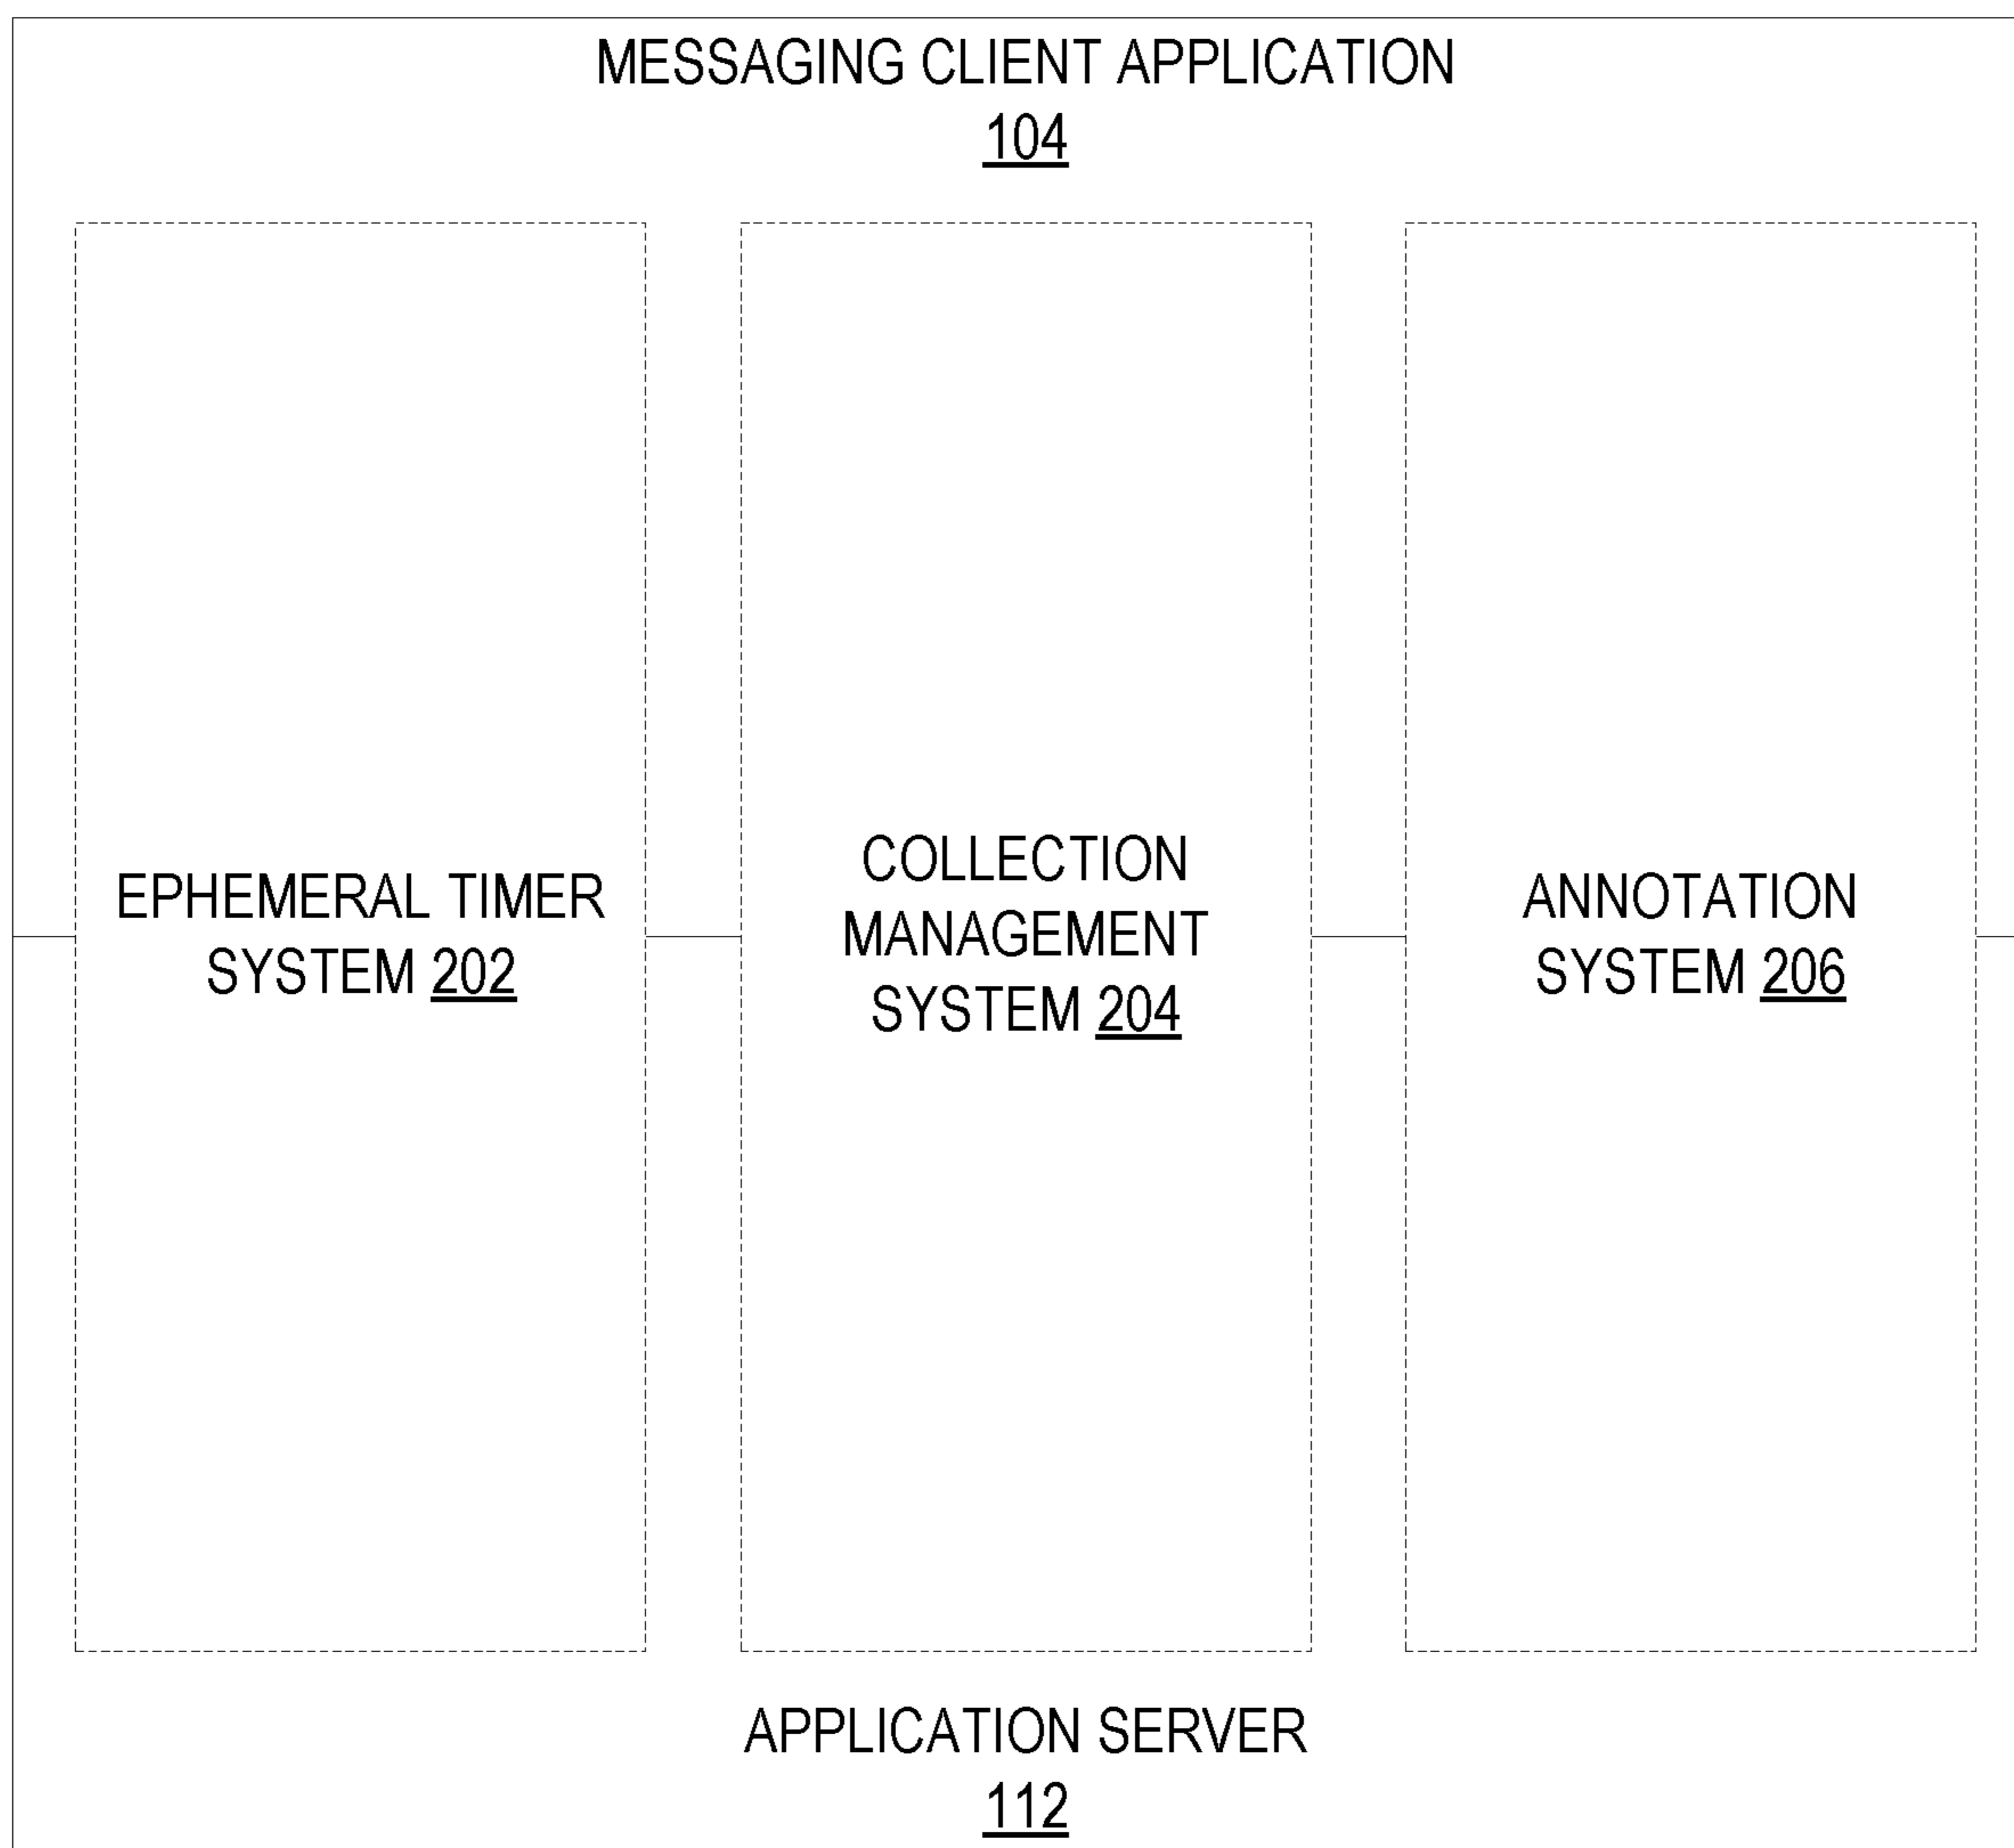 MESSAGING CLIENT APPLICATION
104
EPHEMERAL TIMER
SYSTEM 202
COLLECTION
MANAGEMENT
SYSTEM 204
ANNOTATION
SYSTEM 206
APPLICATION SERVER
112